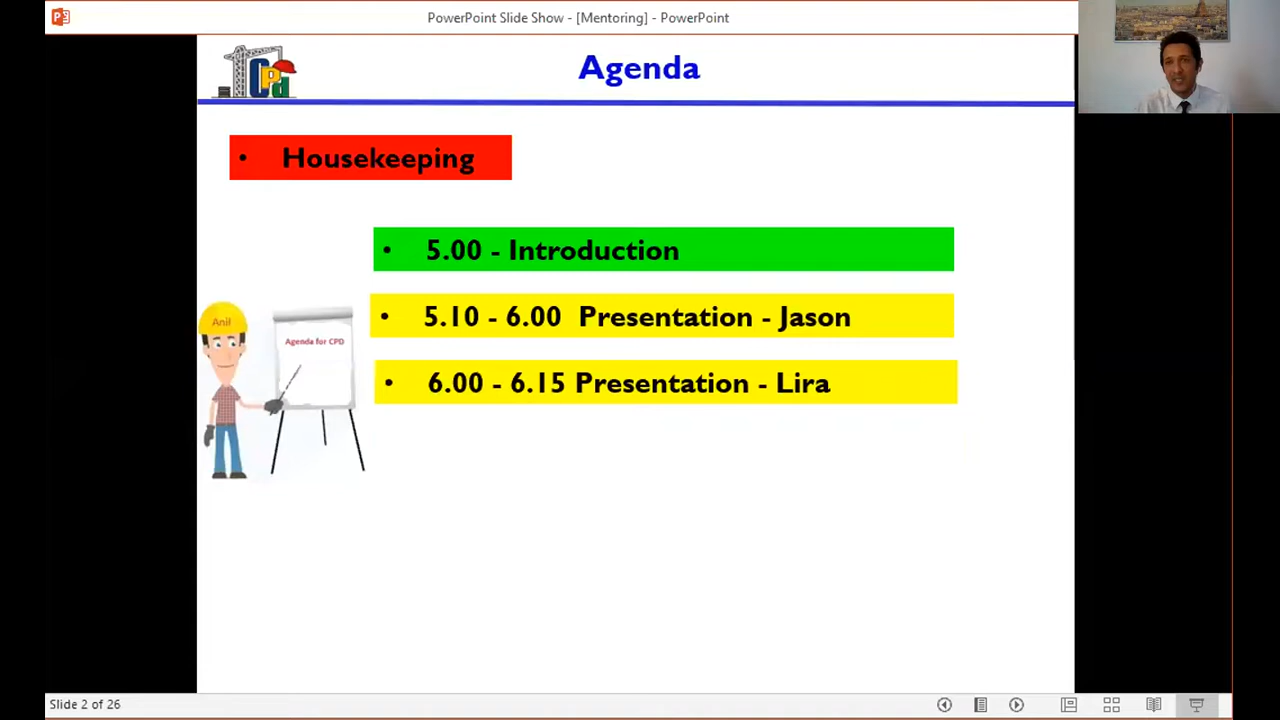 PowerPoint Slide Show - [Mentoring] - PowerPoint
CPd
Agenda
• Housekeeping
• 5.00 - Introduction
• 5.10 - 6.00 Presentation - Jason
• 6.00 - 6.15 Presentation - Lira
Anil
Agenda for CPD
Slide 2 of 26